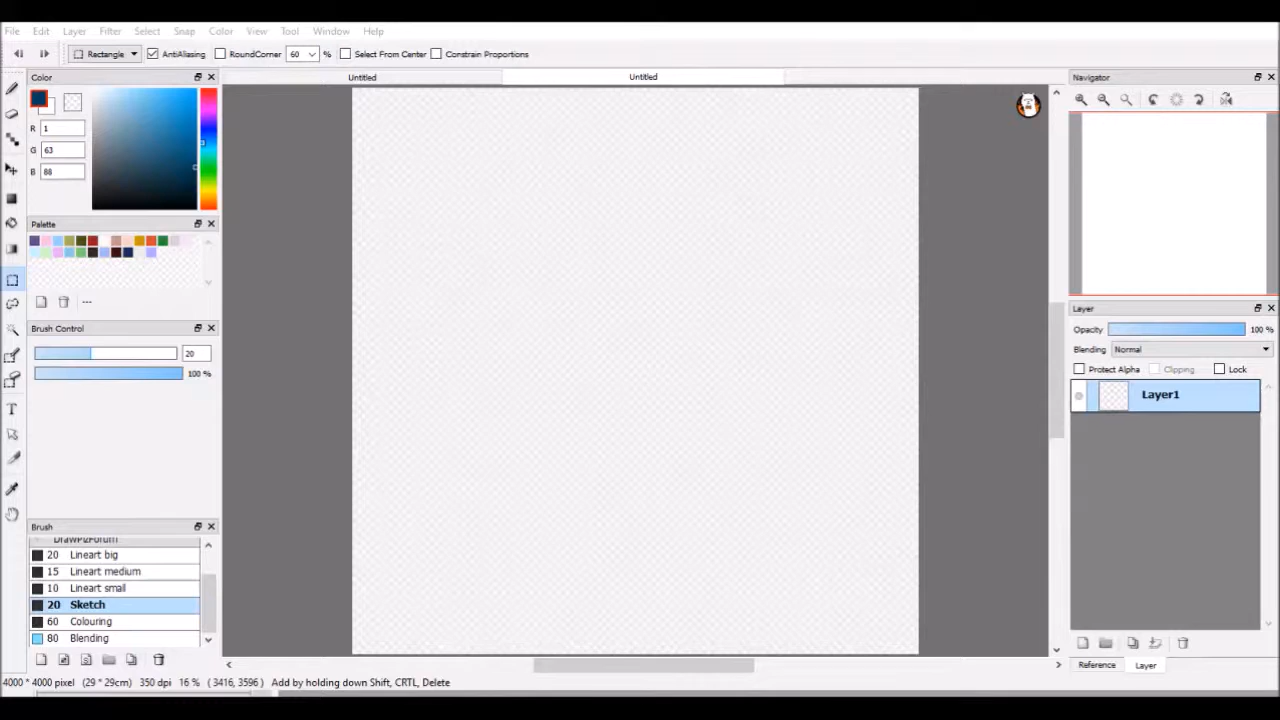 File Edit Layer Filter Select Snap Color View Tool Window Help
Rectangle AntiAliasing RoundCorner 60 % Select From Center Constrain Proportions
Color
R 1
G 63
B 88
Palette
...
Brush Control
20
100 %
Brush
DrawPlzForum
20 Lineart big
15 Lineart medium
10 Lineart small
20 Sketch
60 Colouring
80 Blending
Untitled Untitled
Navigator
Layer
Opacity 100 %
Blending Normal
Protect Alpha Clipping Lock
Layer1
Reference Layer
4000 * 4000 pixel (29 * 29cm) 350 dpi 16 % ( 3416, 3596 ) Add by holding down Shift, CRTL, Delete